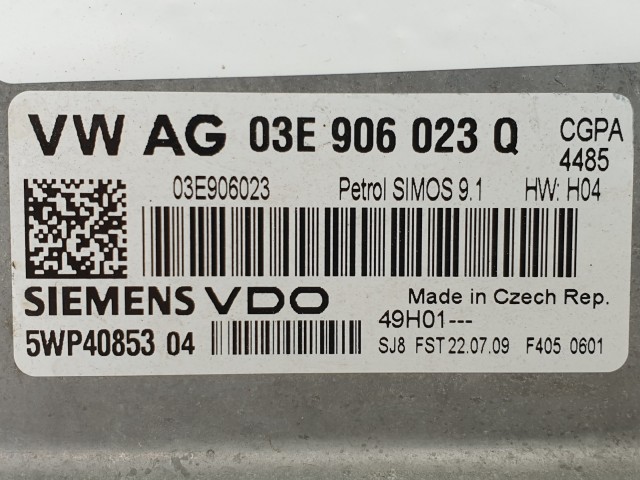 VW AG 03E 906 023 Q CGPA
4485
03E906023 Petrol SIMOS 9.1 HW: H04
SIEMENS VDO Made in Czech Rep.
49H01---
5WP40853 04 SJ8 FST 22.07.09 F405 0601